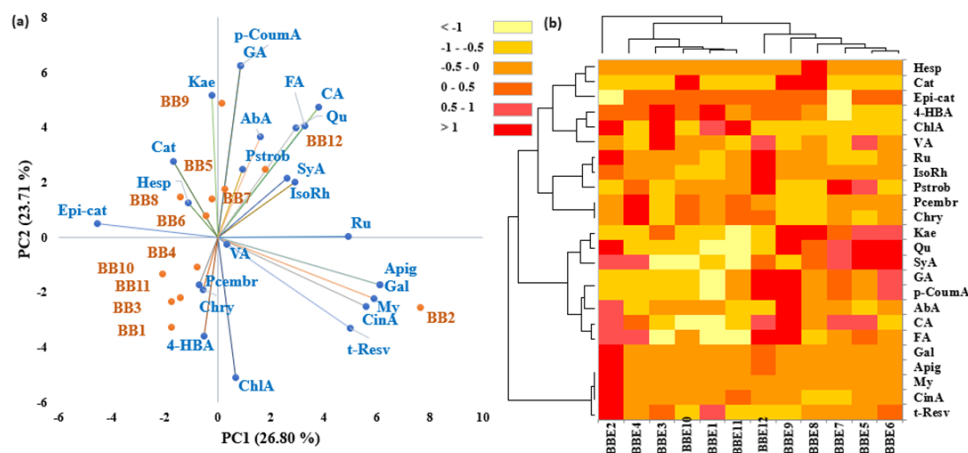 (a)
8
6
4
2
0
-2
-4
-6
-6 -4 -2 0 2 4 6 8 10
PC2 (23.71 %)
PC1 (26.80 %)
p-CoumA
GA
Kae
BB9
FA
CA
Qu
BB12
AbA
Cat
BB5
Pstrob
SyA
IsoRh
Hesp
BB8
BB7
BB6
Epi-cat
Ru
VA
BB4
BB10
BB11
BB3
BB1
Pcembr
Chry
4-HBA
ChlA
Apig
Gal
My
CinA
BB2
t-Resv
(b)
< -1
-1 - -0.5
-0.5 - 0
0 - 0.5
0.5 - 1
> 1
Hesp
Cat
Epi-cat
4-HBA
ChlA
VA
Ru
IsoRh
Pstrob
Pcembr
Chry
Kae
Qu
SyA
GA
p-CoumA
AbA
CA
FA
Gal
Apig
My
CinA
t-Resv
BBE2
BBE4
BBE3
BBE10
BBE1
BBE11
BBE12
BBE9
BBE8
BBE7
BBE5
BBE6